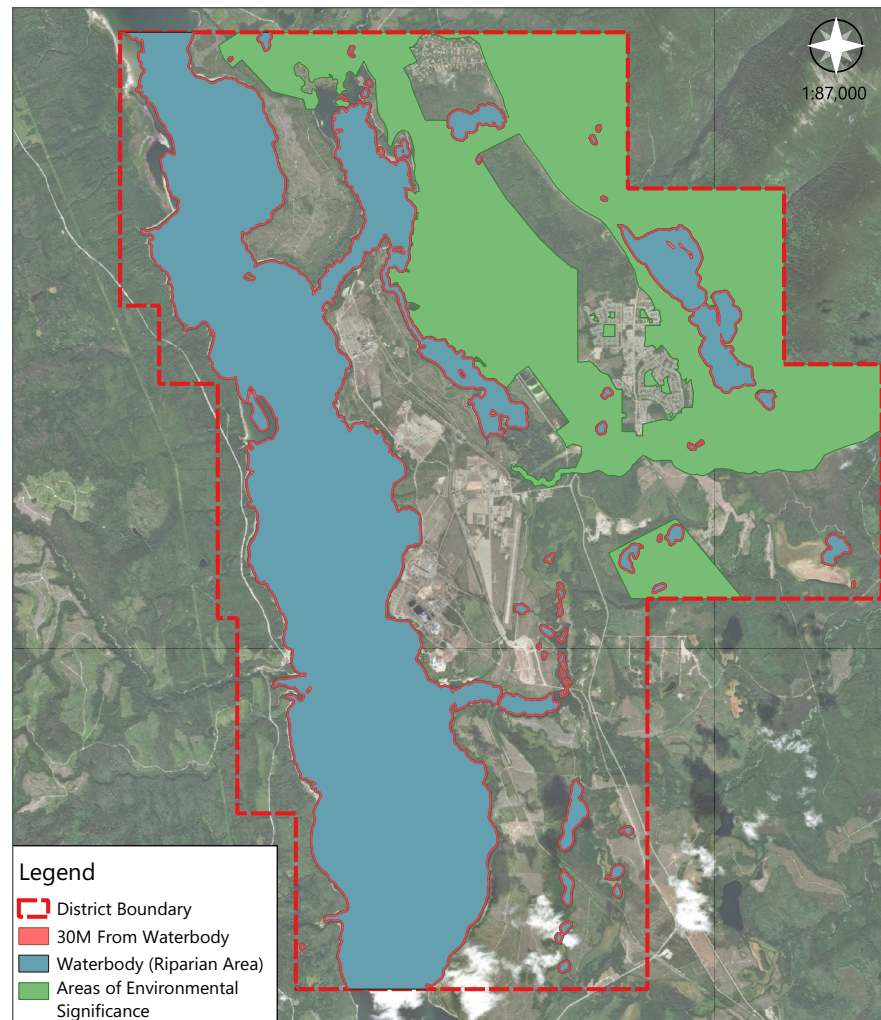 1:87,000
Legend
District Boundary
30M From Waterbody
Waterbody (Riparian Area)
Areas of Environmental
Significance